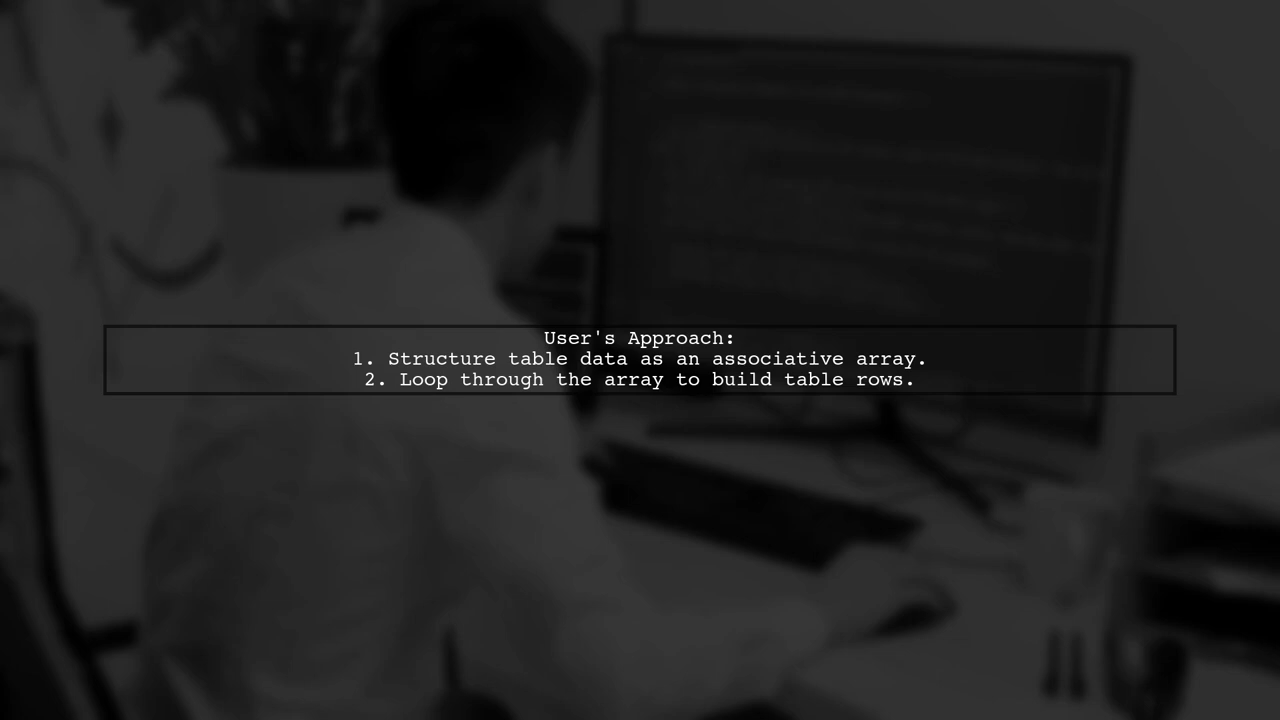 User's Approach:
1. Structure table data as an associative array.
2. Loop through the array to build table rows.